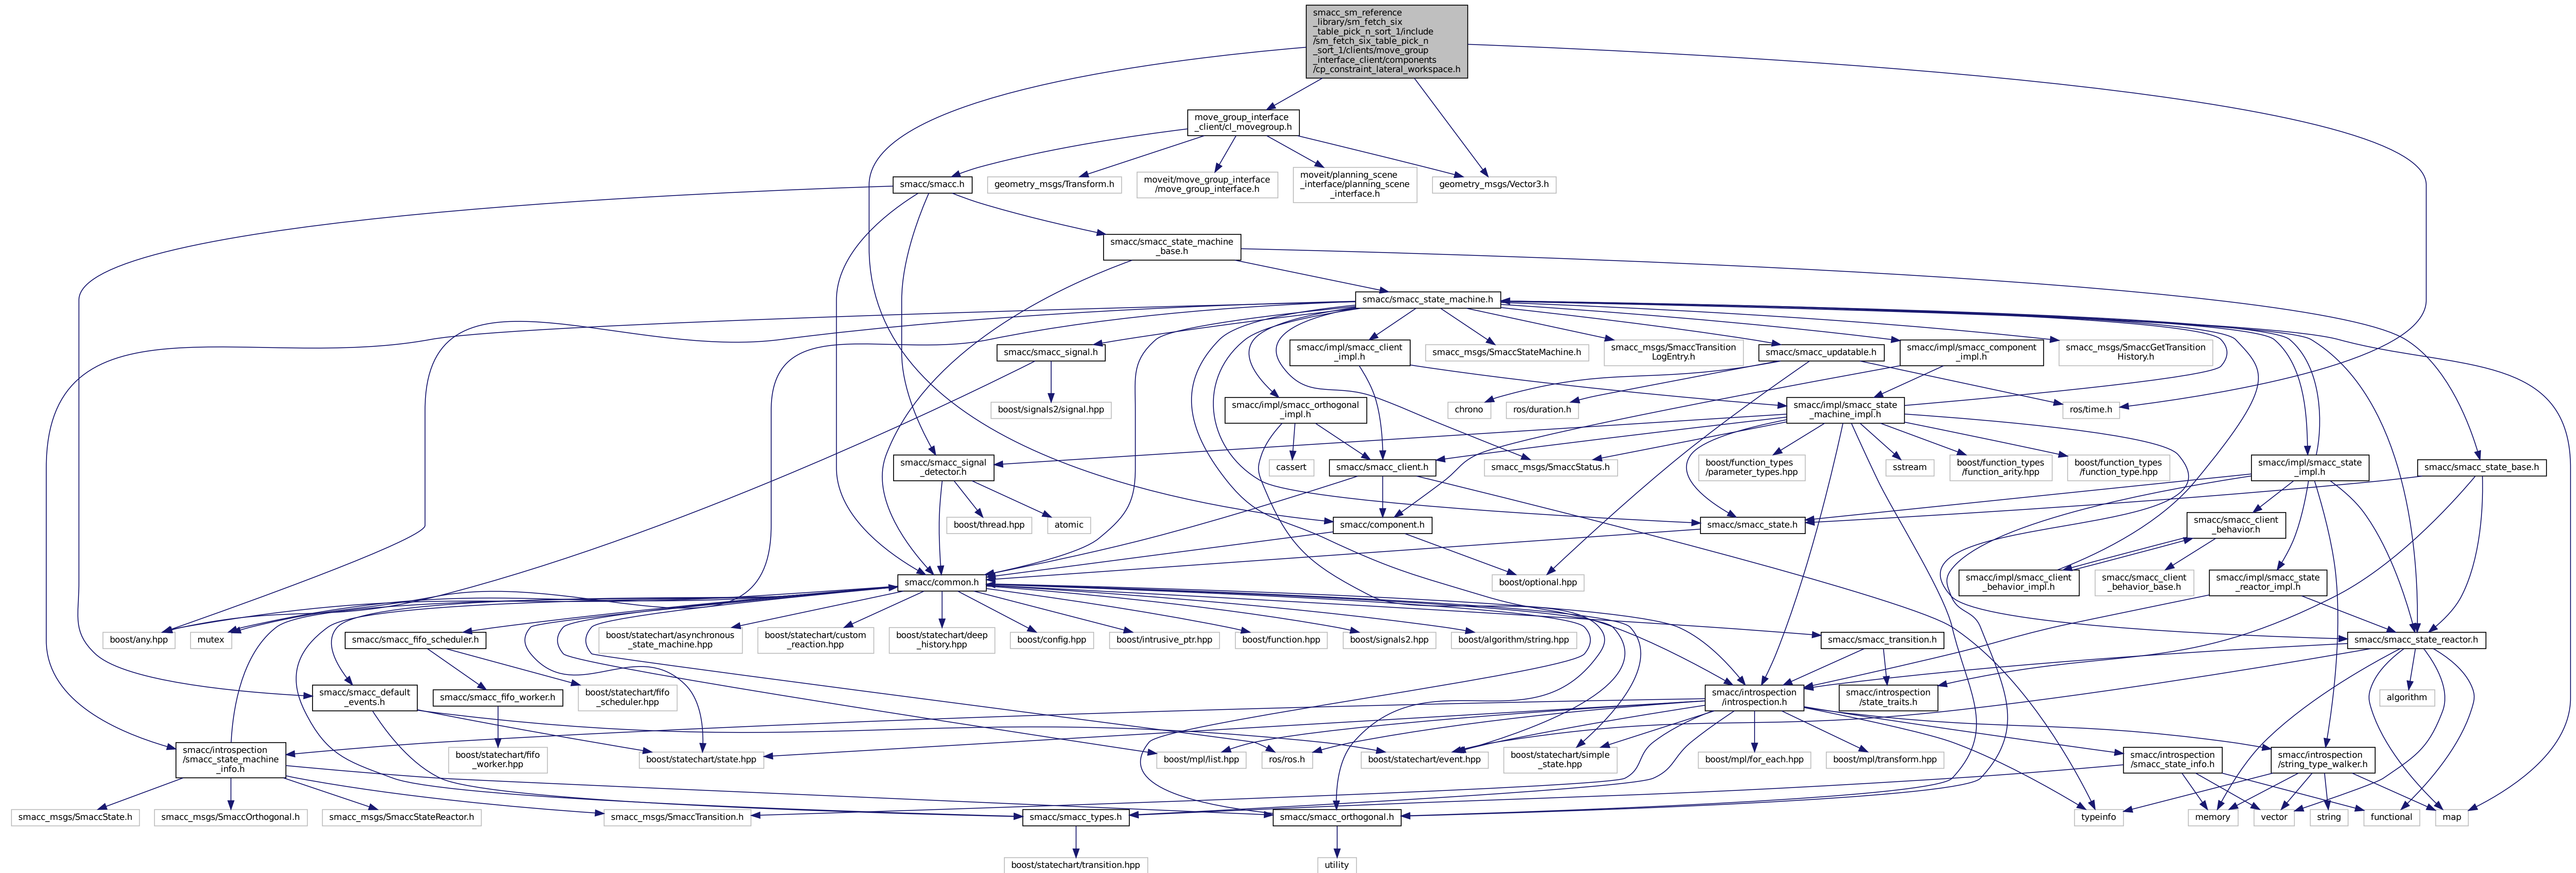 smacc_sm_reference
_library/sm_fetch_six
_table_pick_n_sort_1/include
/sm_fetch_six_table_pick_n
_sort_1/clients/move_group
_interface_client/components
/cp_constraint_lateral_workspace.h
move_group_interface
_client/cl_movegroup.h
smacc/smacc.h
geometry_msgs/Transform.h
moveit/move_group_interface
/move_group_interface.h
moveit/planning_scene
_interface/planning_scene
_interface.h
geometry_msgs/Vector3.h
smacc/smacc_state_machine
_base.h
smacc/smacc_state_machine.h
smacc/smacc_signal.h
smacc/impl/smacc_client
_impl.h
smacc_msgs/SmaccStateMachine.h
smacc_msgs/SmaccTransition
LogEntry.h
smacc/smacc_updatable.h
smacc/impl/smacc_component
_impl.h
smacc_msgs/SmaccGetTransition
History.h
boost/signals2/signal.hpp
smacc/impl/smacc_orthogonal
_impl.h
chrono
ros/duration.h
smacc/impl/smacc_state
_machine_impl.h
ros/time.h
smacc/smacc_signal
_detector.h
cassert
smacc/smacc_client.h
smacc_msgs/SmaccStatus.h
boost/function_types
/parameter_types.hpp
sstream
boost/function_types
/function_arity.hpp
boost/function_types
/function_type.hpp
smacc/impl/smacc_state
_impl.h
smacc/smacc_state_base.h
boost/thread.hpp
atomic
smacc/component.h
smacc/smacc_state.h
smacc/smacc_client
_behavior.h
smacc/common.h
boost/optional.hpp
smacc/impl/smacc_client
_behavior_impl.h
smacc/smacc_client
_behavior_base.h
smacc/impl/smacc_state
_reactor_impl.h
boost/any.hpp
mutex
smacc/smacc_fifo_scheduler.h
boost/statechart/asynchronous
_state_machine.hpp
boost/statechart/custom
_reaction.hpp
boost/statechart/deep
_history.hpp
boost/config.hpp
boost/intrusive_ptr.hpp
boost/function.hpp
boost/signals2.hpp
boost/algorithm/string.hpp
smacc/smacc_transition.h
smacc/smacc_state_reactor.h
smacc/smacc_default
_events.h
smacc/smacc_fifo_worker.h
boost/statechart/fifo
_scheduler.hpp
smacc/introspection
/introspection.h
smacc/introspection
/state_traits.h
algorithm
smacc/introspection
/smacc_state_machine
_info.h
boost/statechart/fifo
_worker.hpp
boost/statechart/state.hpp
boost/mpl/list.hpp
ros/ros.h
boost/statechart/event.hpp
boost/statechart/simple
_state.hpp
boost/mpl/for_each.hpp
boost/mpl/transform.hpp
smacc/introspection
/smacc_state_info.h
smacc/introspection
/string_type_walker.h
smacc_msgs/SmaccState.h
smacc_msgs/SmaccOrthogonal.h
smacc_msgs/SmaccStateReactor.h
smacc_msgs/SmaccTransition.h
smacc/smacc_types.h
smacc/smacc_orthogonal.h
typeinfo
memory
vector
string
functional
map
boost/statechart/transition.hpp
utility